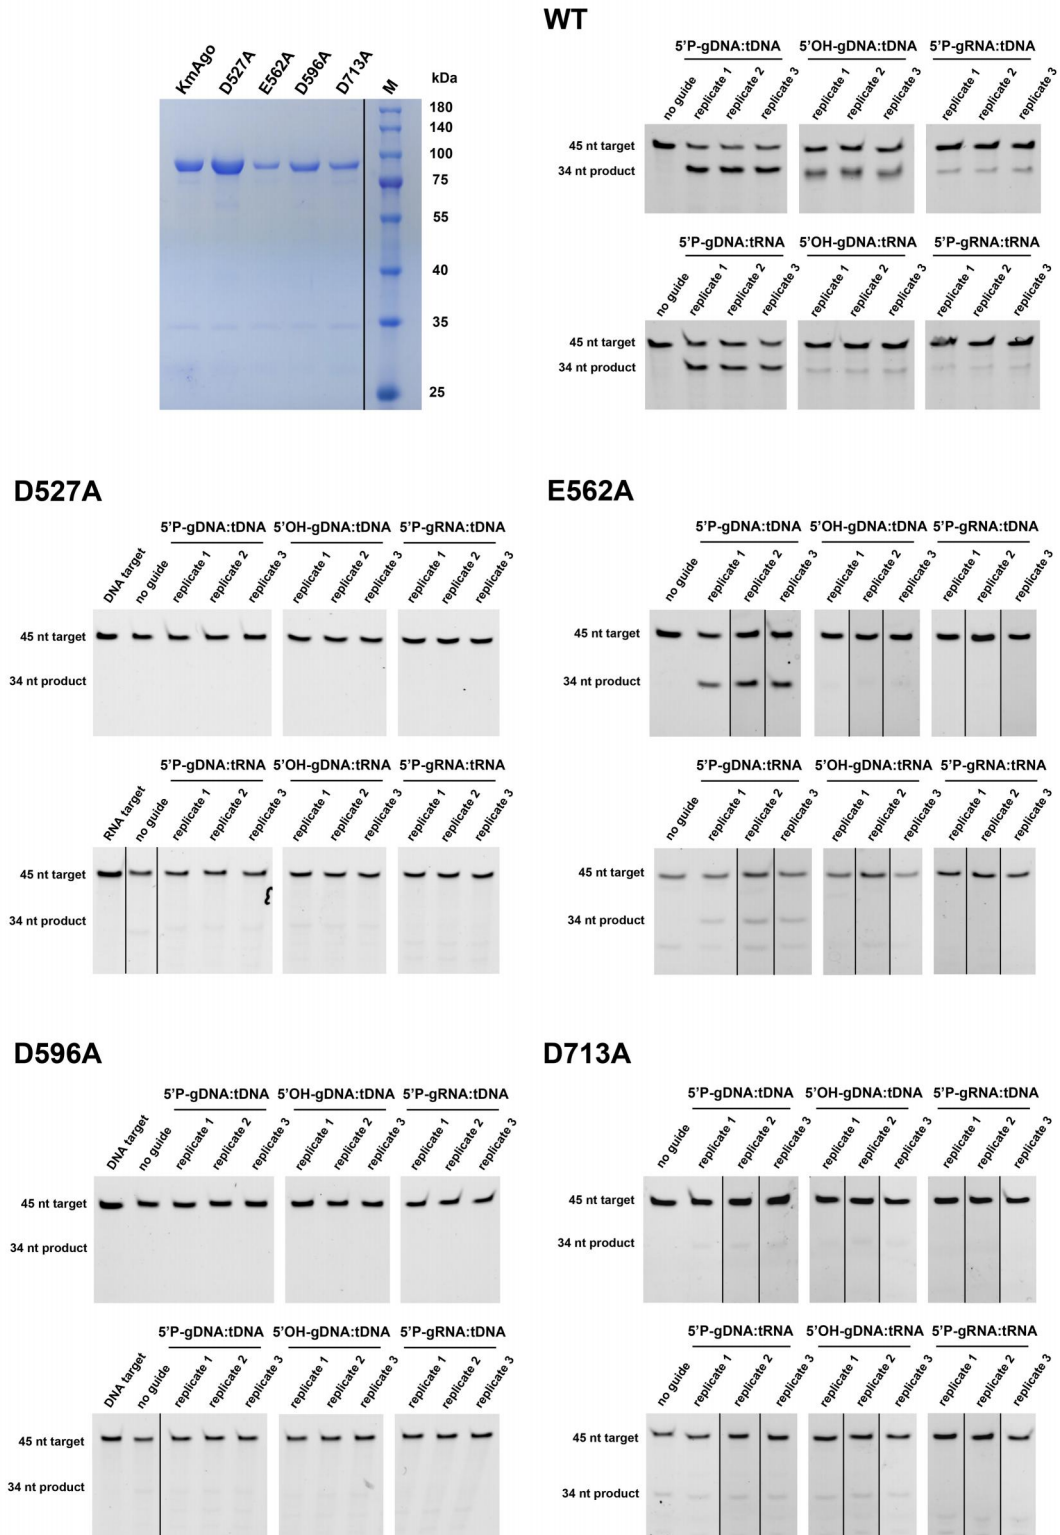 WT
KmAgo D527A E562A D596A D713A M kDa
180
140
100
75
55
40
35
25
5'P-gDNA:tDNA 5'OH-gDNA:tDNA 5'P-gRNA:tDNA
no guide replicate 1 replicate 2 replicate 3 replicate 1 replicate 2 replicate 3 replicate 1 replicate 2 replicate 3
45 nt target
34 nt product
5'P-gDNA:tRNA 5'OH-gDNA:tRNA 5'P-gRNA:tRNA
no guide replicate 1 replicate 2 replicate 3 replicate 1 replicate 2 replicate 3 replicate 1 replicate 2 replicate 3
45 nt target
34 nt product
D527A
5'P-gDNA:tDNA 5'OH-gDNA:tDNA 5'P-gRNA:tDNA
DNA target no guide replicate 1 replicate 2 replicate 3 replicate 1 replicate 2 replicate 3 replicate 1 replicate 2 replicate 3
45 nt target
34 nt product
5'P-gDNA:tRNA 5'OH-gDNA:tRNA 5'P-gRNA:tRNA
RNA target no guide replicate 1 replicate 2 replicate 3 replicate 1 replicate 2 replicate 3 replicate 1 replicate 2 replicate 3
45 nt target
34 nt product
E562A
5'P-gDNA:tDNA 5'OH-gDNA:tDNA 5'P-gRNA:tDNA
no guide replicate 1 replicate 2 replicate 3 replicate 1 replicate 2 replicate 3 replicate 1 replicate 2 replicate 3
45 nt target
34 nt product
5'P-gDNA:tRNA 5'OH-gDNA:tRNA 5'P-gRNA:tRNA
no guide replicate 1 replicate 2 replicate 3 replicate 1 replicate 2 replicate 3 replicate 1 replicate 2 replicate 3
45 nt target
34 nt product
D596A
5'P-gDNA:tDNA 5'OH-gDNA:tDNA 5'P-gRNA:tDNA
DNA target no guide replicate 1 replicate 2 replicate 3 replicate 1 replicate 2 replicate 3 replicate 1 replicate 2 replicate 3
45 nt target
34 nt product
5'P-gDNA:tDNA 5'OH-gDNA:tDNA 5'P-gRNA:tDNA
DNA target no guide replicate 1 replicate 2 replicate 3 replicate 1 replicate 2 replicate 3 replicate 1 replicate 2 replicate 3
45 nt target
34 nt product
D713A
5'P-gDNA:tDNA 5'OH-gDNA:tDNA 5'P-gRNA:tDNA
no guide replicate 1 replicate 2 replicate 3 replicate 1 replicate 2 replicate 3 replicate 1 replicate 2 replicate 3
45 nt target
34 nt product
5'P-gDNA:tRNA 5'OH-gDNA:tRNA 5'P-gRNA:tRNA
no guide replicate 1 replicate 2 replicate 3 replicate 1 replicate 2 replicate 3 replicate 1 replicate 2 replicate 3
45 nt target
34 nt product